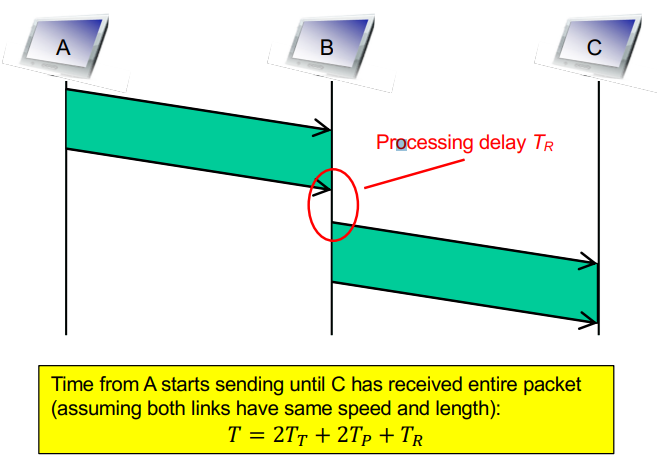 A
B
C
Processing delay T_R
Time from A starts sending until C has received entire packet
(assuming both links have same speed and length):
T = 2T_T + 2T_P + T_R